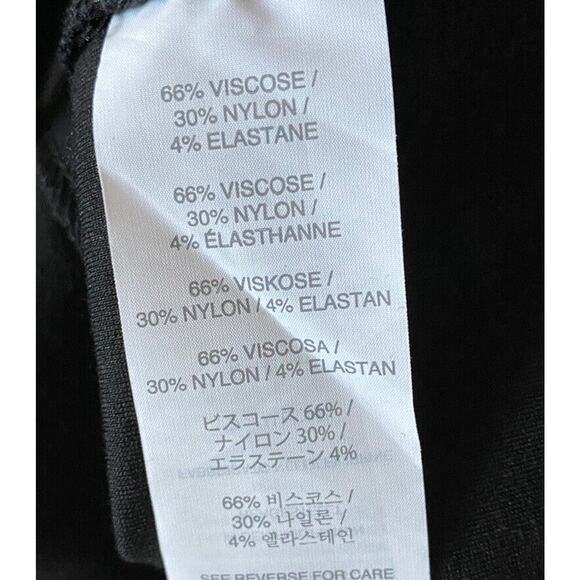 66% VISCOSE /
30% NYLON /
4% ELASTANE
66% VISCOSE /
30% NYLON /
4% ÉLASTHANNE
66% VISKOSE /
30% NYLON / 4% ELASTAN
66% VISCOSA /
30% NYLON / 4% ELASTAN
ビスコース 66% /
ナイロン 30% /
エラステーン 4%
66% 비스코스 /
30% 나일론 /
4% 엘라스테인
SEE REVERSE FOR CARE